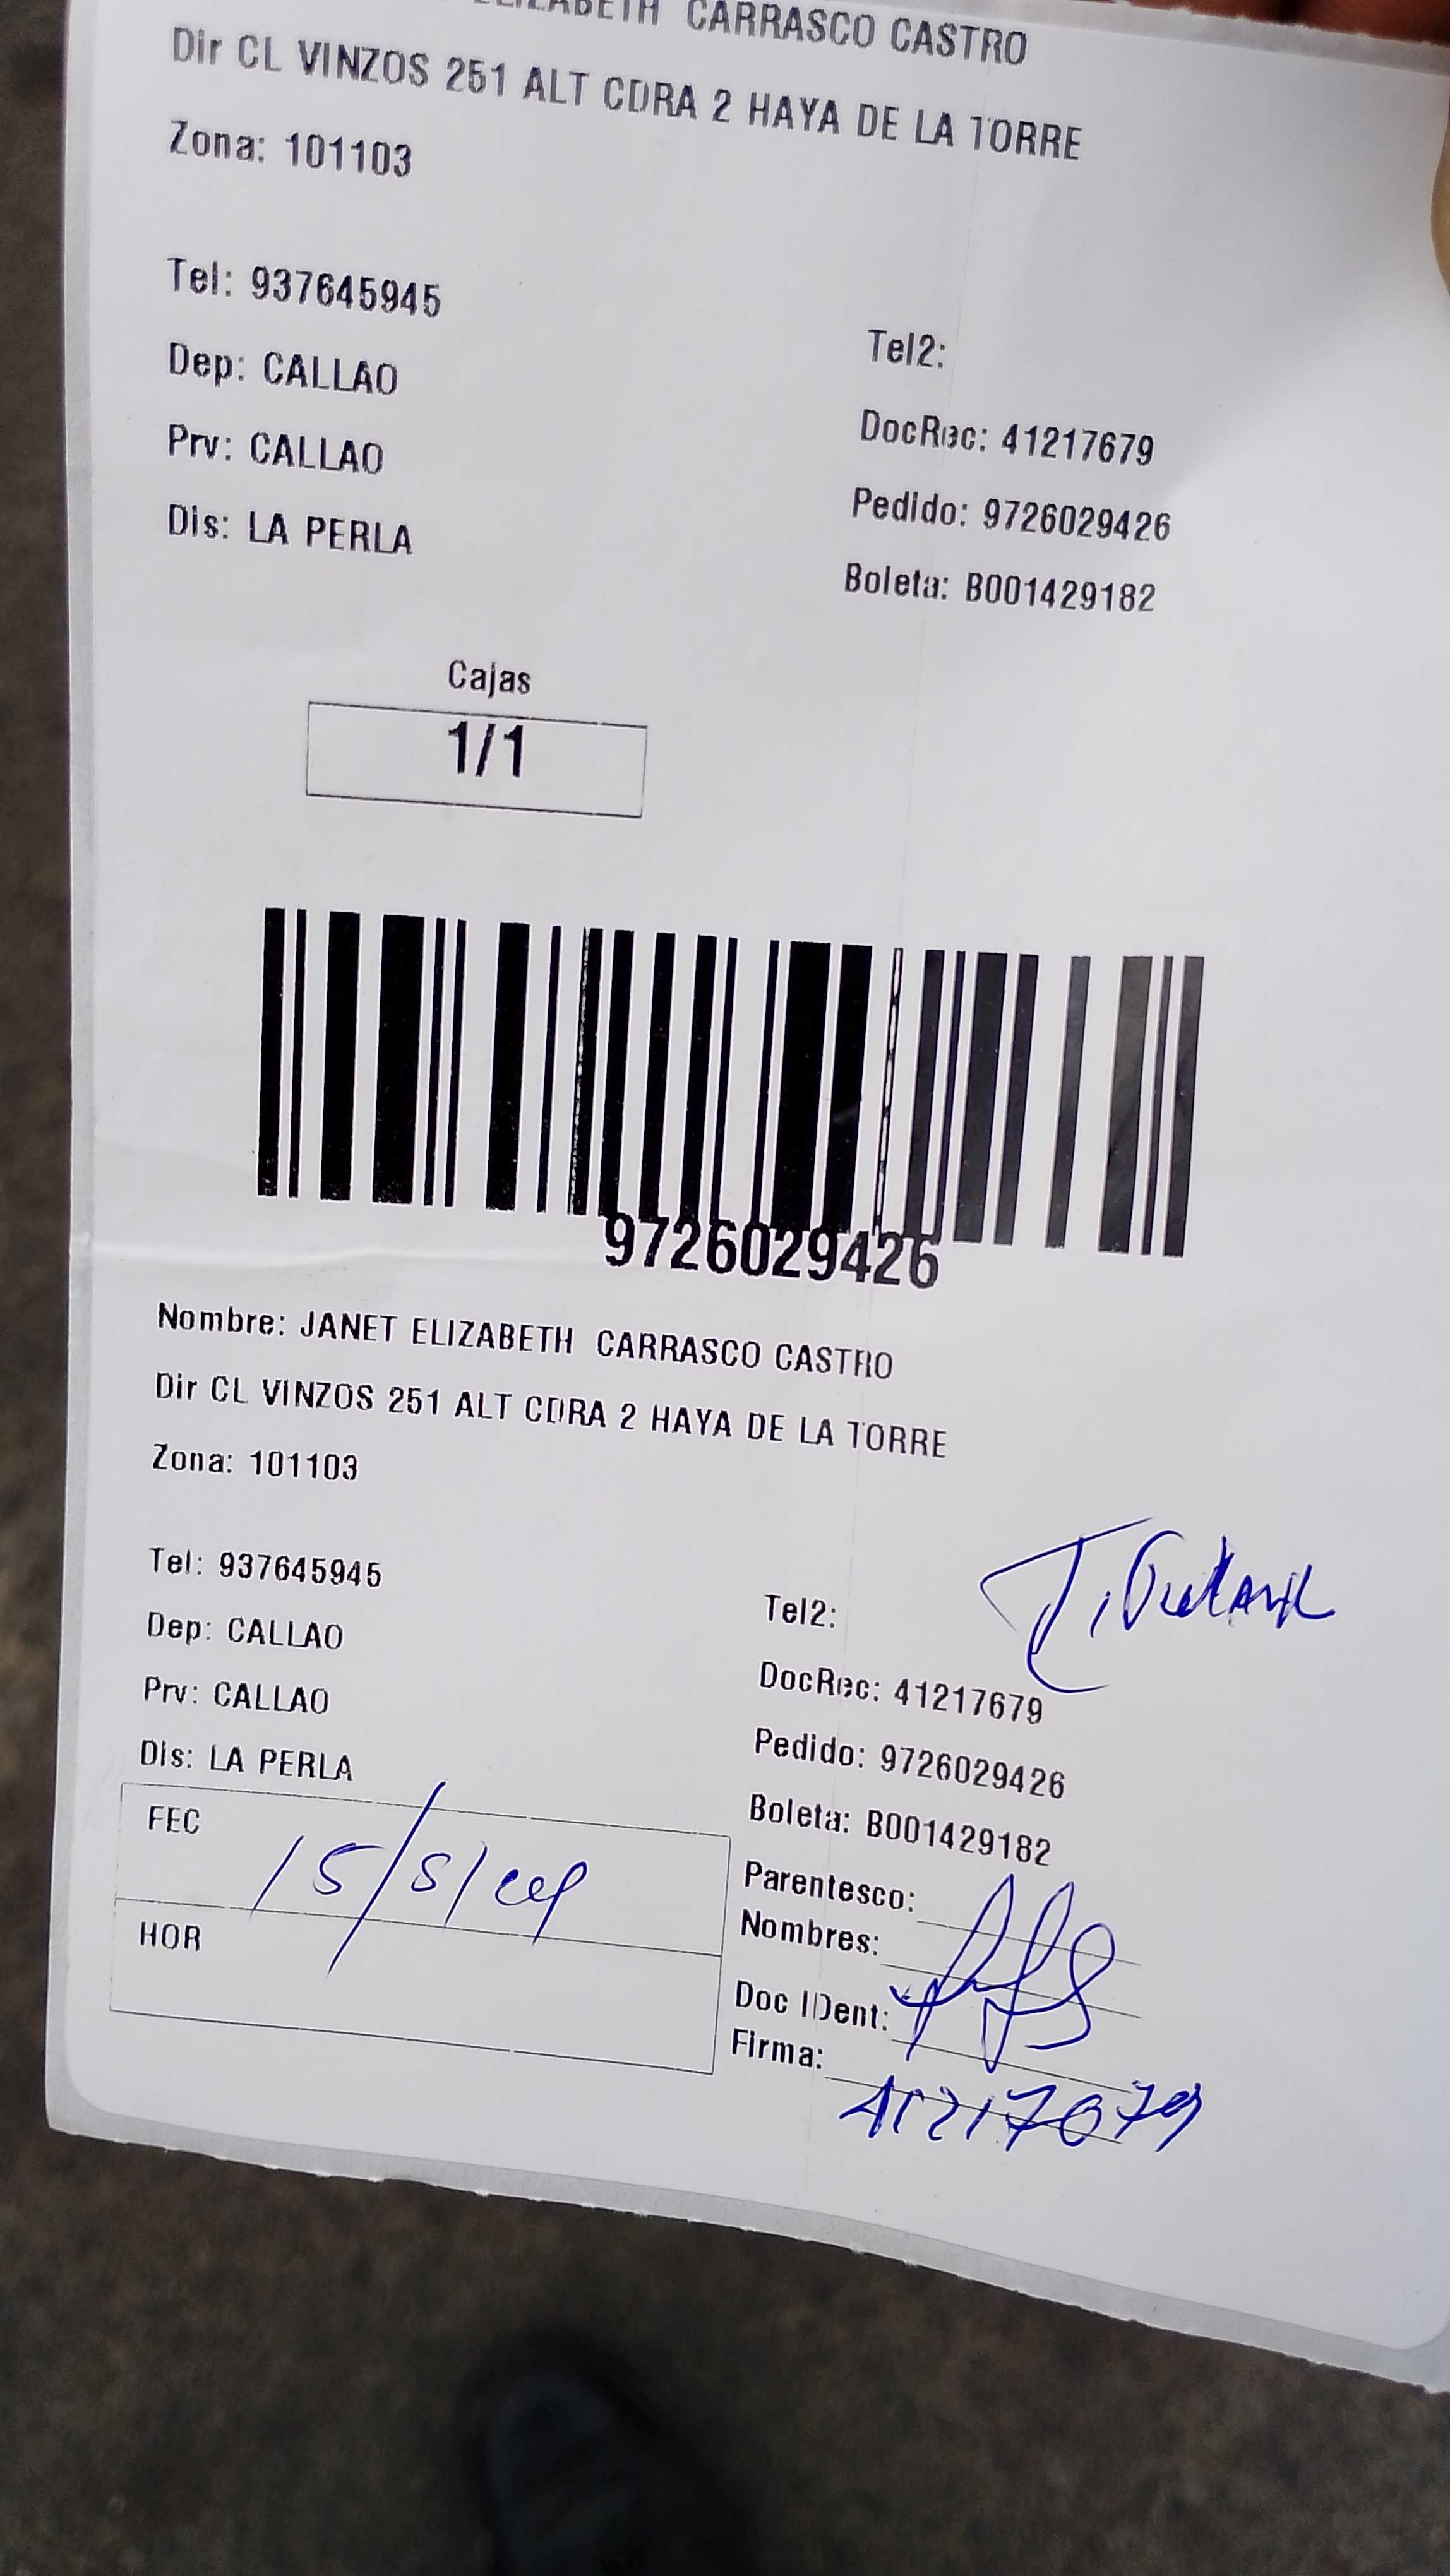 ELIZABETH CARRASCO CASTRO
Dir CL VINZOS 251 ALT CDRA 2 HAYA DE LA TORRE
Zona: 101103
Tel: 937645945
Tel2:
Dep: CALLAO
DocRec: 41217679
Prv: CALLAO
Pedido: 9726029426
Dis: LA PERLA
Boleta: B001429182
Cajas
1/1
9726029426
Nombre: JANET ELIZABETH CARRASCO CASTRO
Dir CL VINZOS 251 ALT CDRA 2 HAYA DE LA TORRE
Zona: 101103
Tel: 937645945
Tel2:
Dep: CALLAO
DocRec: 41217679
Prv: CALLAO
Pedido: 9726029426
Dis: LA PERLA
Boleta: B001429182
FEC 15/5/
Parentesco:
Nombres:
HOR
Doc IDent:
Firma:
41217679